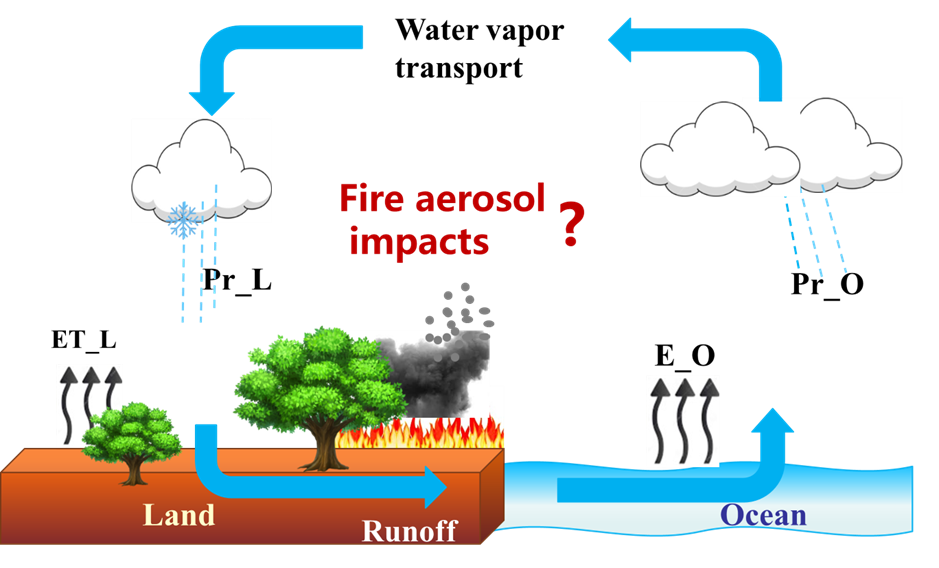 Water vapor
transport
Fire aerosol
impacts
?
Pr_L
Pr_O
ET_L
E_O
Land
Runoff
Ocean